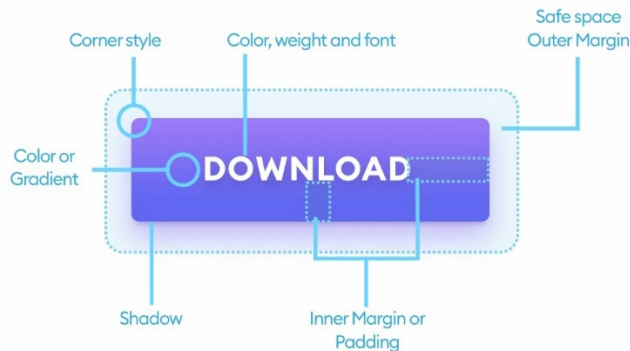 Safe space
Outer Margin
Corner style
Color, weight and font
Color or
Gradient
DOWNLOAD
Shadow
Inner Margin or
Padding